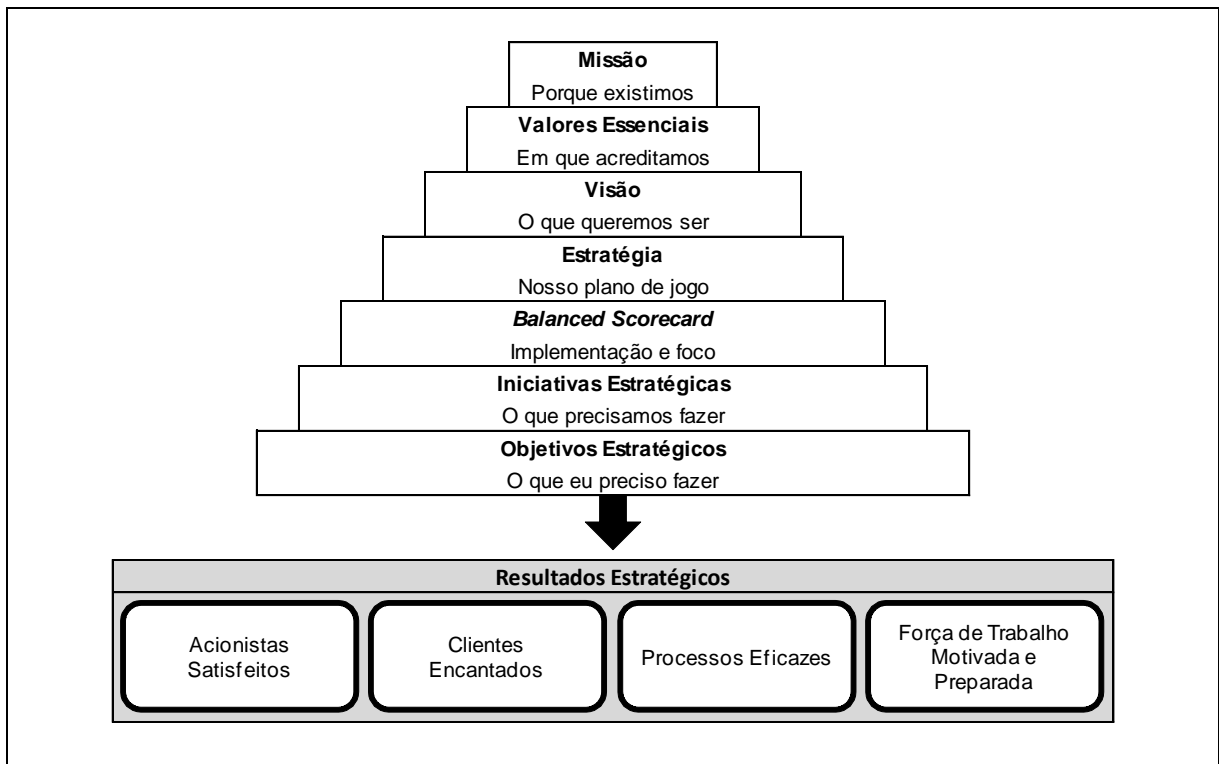 Missão
Porque existimos
Valores Essenciais
Em que acreditamos
Visão
O que queremos ser
Estratégia
Nosso plano de jogo
Balanced Scorecard
Implementação e foco
Iniciativas Estratégicas
O que precisamos fazer
Objetivos Estratégicos
O que eu preciso fazer
Resultados Estratégicos
Acionistas
Satisfeitos
Clientes
Encantados
Processos Eficazes
Força de Trabalho
Motivada e
Preparada